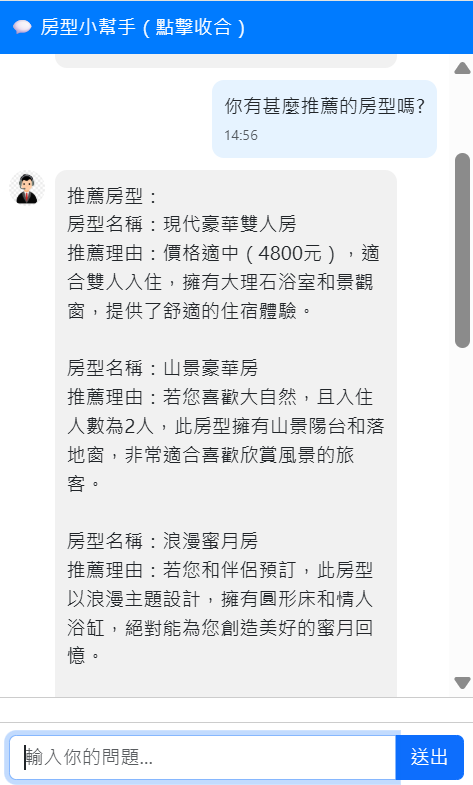 房型小幫手（點擊收合）
你有甚麼推薦的房型嗎?
14:56
推薦房型：
房型名稱：現代豪華雙人房
推薦理由：價格適中（4800元），適
合雙人入住，擁有大理石浴室和景觀
窗，提供了舒適的住宿體驗。
房型名稱：山景豪華房
推薦理由：若您喜歡大自然，且入住
人數為2人，此房型擁有山景陽台和落
地窗，非常適合喜歡欣賞風景的旅
客。
房型名稱：浪漫蜜月房
推薦理由：若您和伴侶預訂，此房型
以浪漫主題設計，擁有圓形床和情人
浴缸，絕對能為您創造美好的蜜月回
憶。
輸入你的問題...
送出